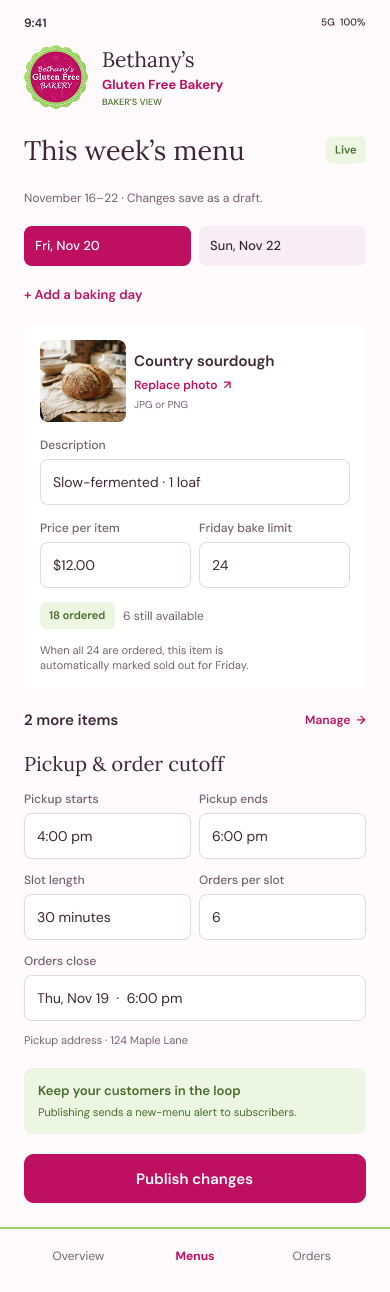 9:41
5G 100%
Bethany's
Gluten Free
BAKERY
Bethany’s
Gluten Free Bakery
BAKER'S VIEW
This week’s menu
Live
November 16–22 · Changes save as a draft.
Fri, Nov 20
Sun, Nov 22
+ Add a baking day
Country sourdough
Replace photo ↗
JPG or PNG
Description
Slow-fermented · 1 loaf
Price per item
Friday bake limit
$12.00
24
18 ordered
6 still available
When all 24 are ordered, this item is
automatically marked sold out for Friday.
2 more items
Manage →
Pickup & order cutoff
Pickup starts
Pickup ends
4:00 pm
6:00 pm
Slot length
Orders per slot
30 minutes
6
Orders close
Thu, Nov 19 · 6:00 pm
Pickup address · 124 Maple Lane
Keep your customers in the loop
Publishing sends a new-menu alert to subscribers.
Publish changes
Overview
Menus
Orders